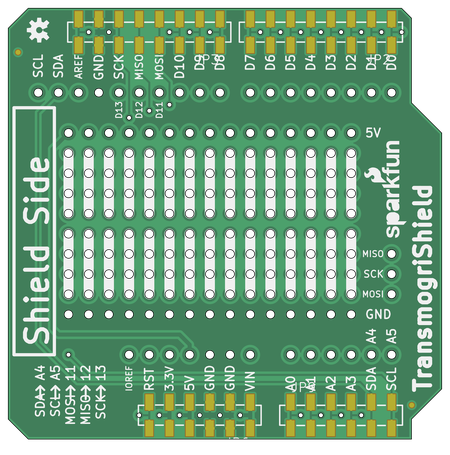 SCL SDA AREF GND SCK MISO MOSI D10 D9 D8 D7 D6 D5 D4 D3 D2 D1 D0
D13 D12 D11
5V
sparkfun
Shield Side
TransmogriShield
MISO
SCK
MOSI
GND
A4 A5
IOREF RST 3.3V 5V GND GND VIN A0 A1 A2 A3 SDA SCL
SDA↔A4
SCL↔A5
MOSI↔11
MISO↔12
SCK↔13